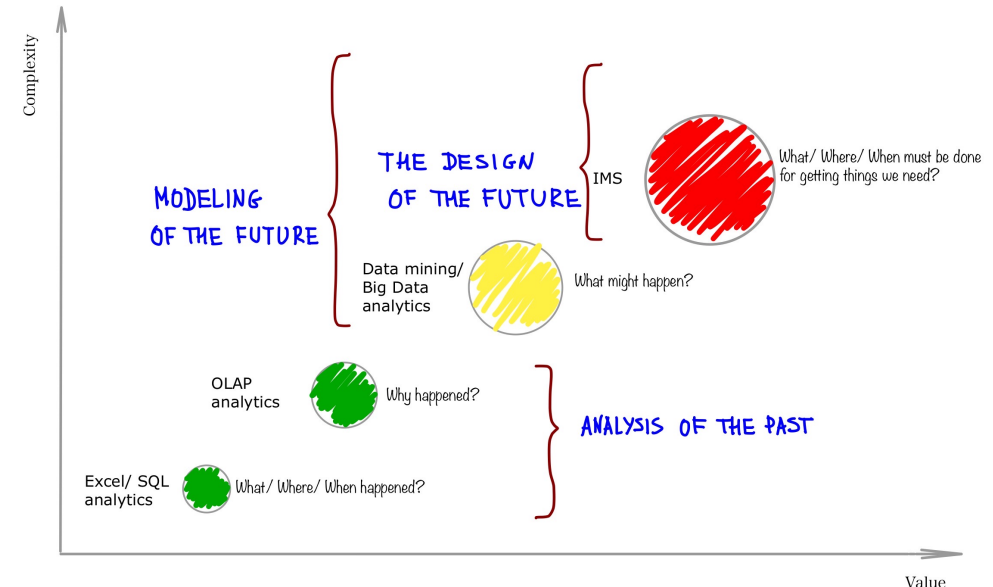 Complexity
THE DESIGN
OF THE FUTURE
IMS
What/ Where/ When must be done
for getting things we need?
MODELING
OF THE FUTURE
Data mining/
Big Data
analytics
What might happen?
OLAP
analytics
Why happened?
ANALYSIS OF THE PAST
Excel/ SQL
analytics
What/ Where/ When happened?
Value